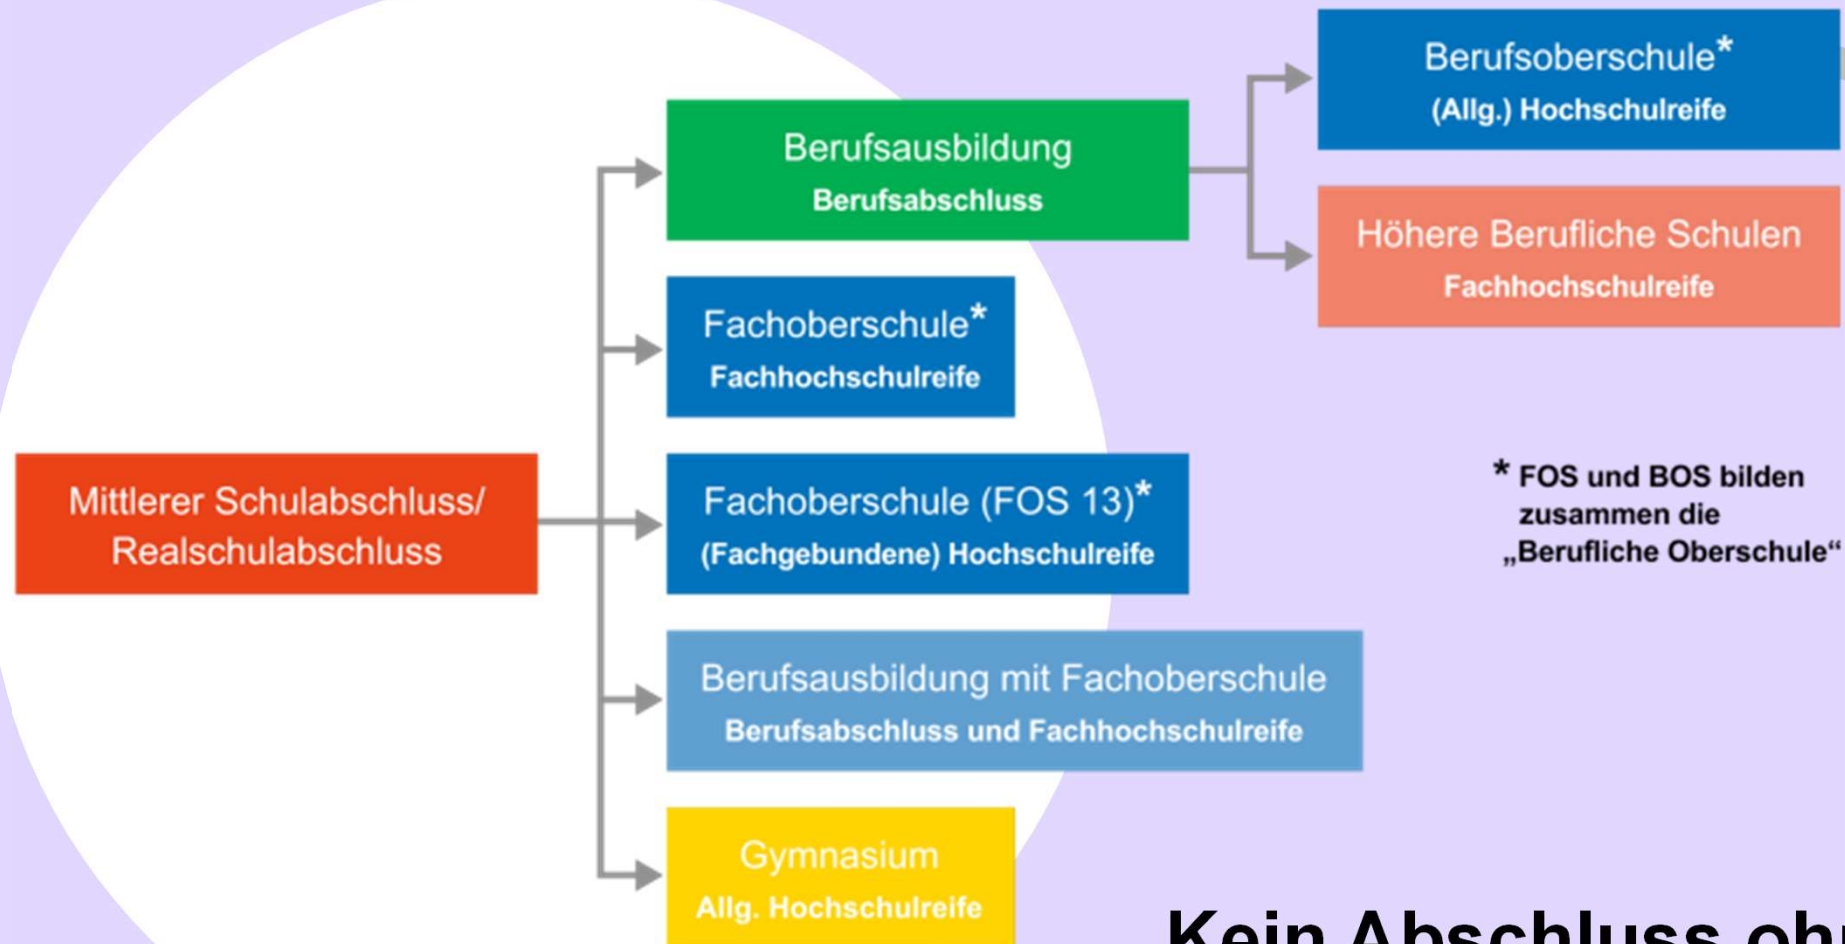 Berufsoberschule*
(Allg.) Hochschulreife
Berufsausbildung
Berufsabschluss
Höhere Berufliche Schulen
Fachhochschulreife
Fachoberschule*
Fachhochschulreife
Mittlerer Schulabschluss/
Realschulabschluss
Fachoberschule (FOS 13)*
(Fachgebundene) Hochschulreife
* FOS und BOS bilden
zusammen die
„Berufliche Oberschule“
Berufsausbildung mit Fachoberschule
Berufsabschluss und Fachhochschulreife
Gymnasium
Allg. Hochschulreife
Kein Abschluss